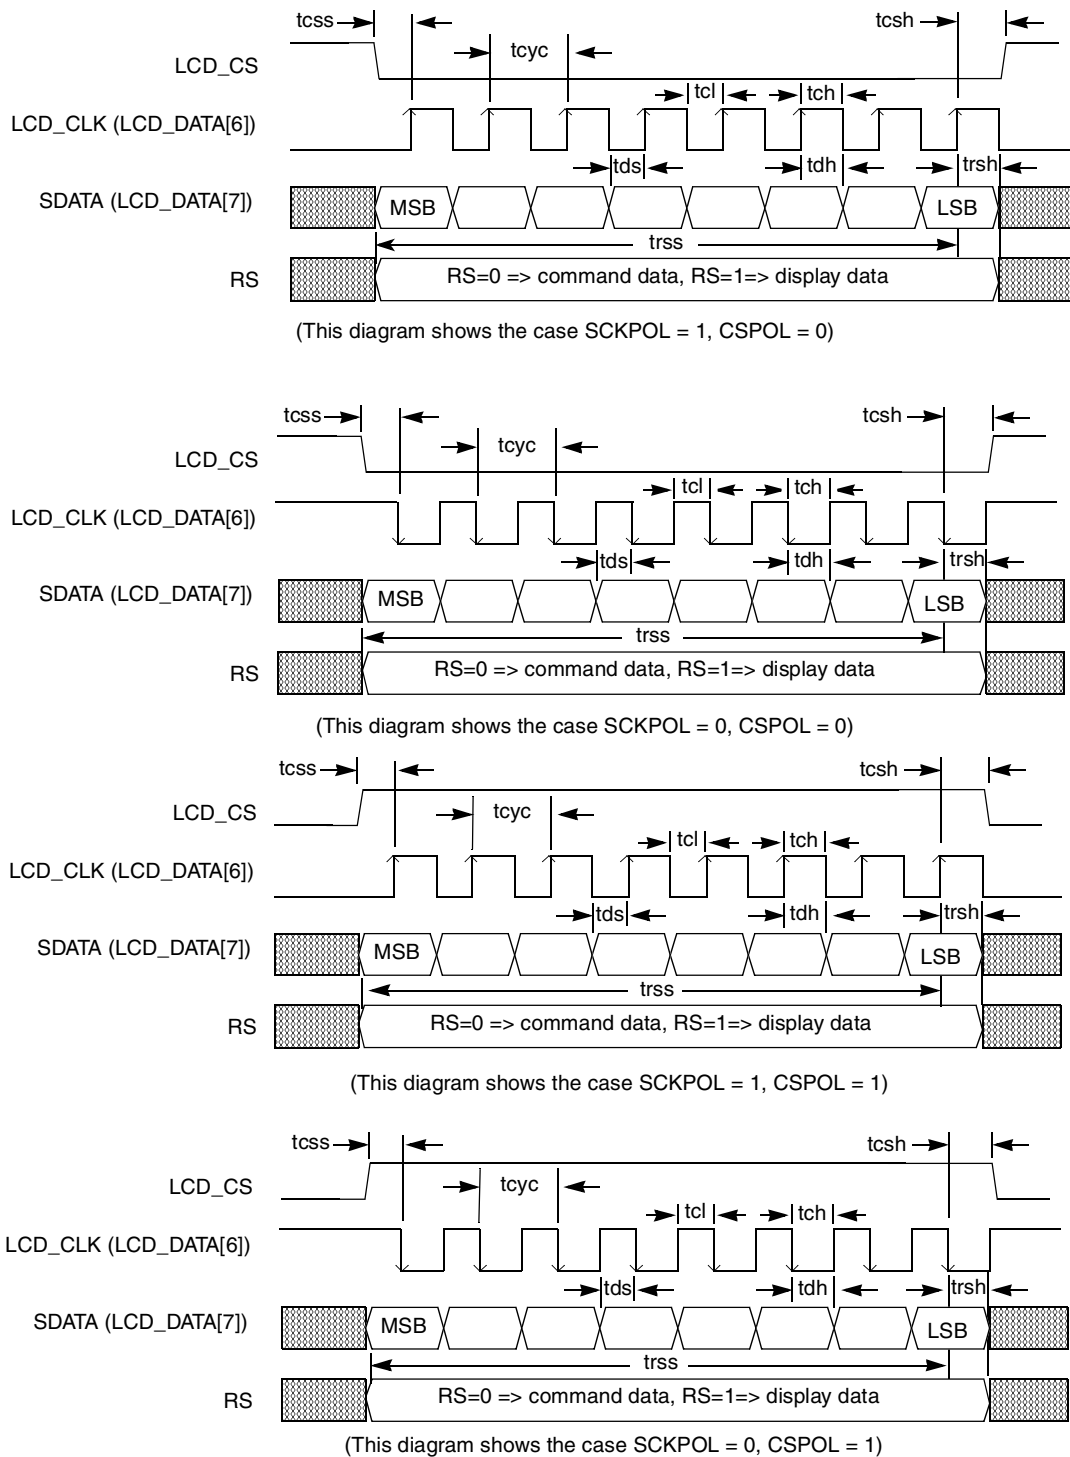 tcss
tcsh
tcyc
LCD_CS
tcl
tch
LCD_CLK (LCD_DATA[6])
tds
tdh
trsh
SDATA (LCD_DATA[7])
MSB
LSB
trss
RS
RS=0 => command data, RS=1=> display data
(This diagram shows the case SCKPOL = 1, CSPOL = 0)
tcss
tcsh
tcyc
LCD_CS
tcl
tch
LCD_CLK (LCD_DATA[6])
tds
tdh
trsh
SDATA (LCD_DATA[7])
MSB
LSB
trss
RS
RS=0 => command data, RS=1=> display data
(This diagram shows the case SCKPOL = 0, CSPOL = 0)
tcss
tcsh
LCD_CS
tcyc
tcl
tch
LCD_CLK (LCD_DATA[6])
tds
tdh
trsh
SDATA (LCD_DATA[7])
MSB
LSB
trss
RS
RS=0 => command data, RS=1=> display data
(This diagram shows the case SCKPOL = 1, CSPOL = 1)
tcss
tcsh
LCD_CS
tcyc
tcl
tch
LCD_CLK (LCD_DATA[6])
tds
tdh
trsh
SDATA (LCD_DATA[7])
MSB
LSB
trss
RS
RS=0 => command data, RS=1=> display data
(This diagram shows the case SCKPOL = 0, CSPOL = 1)